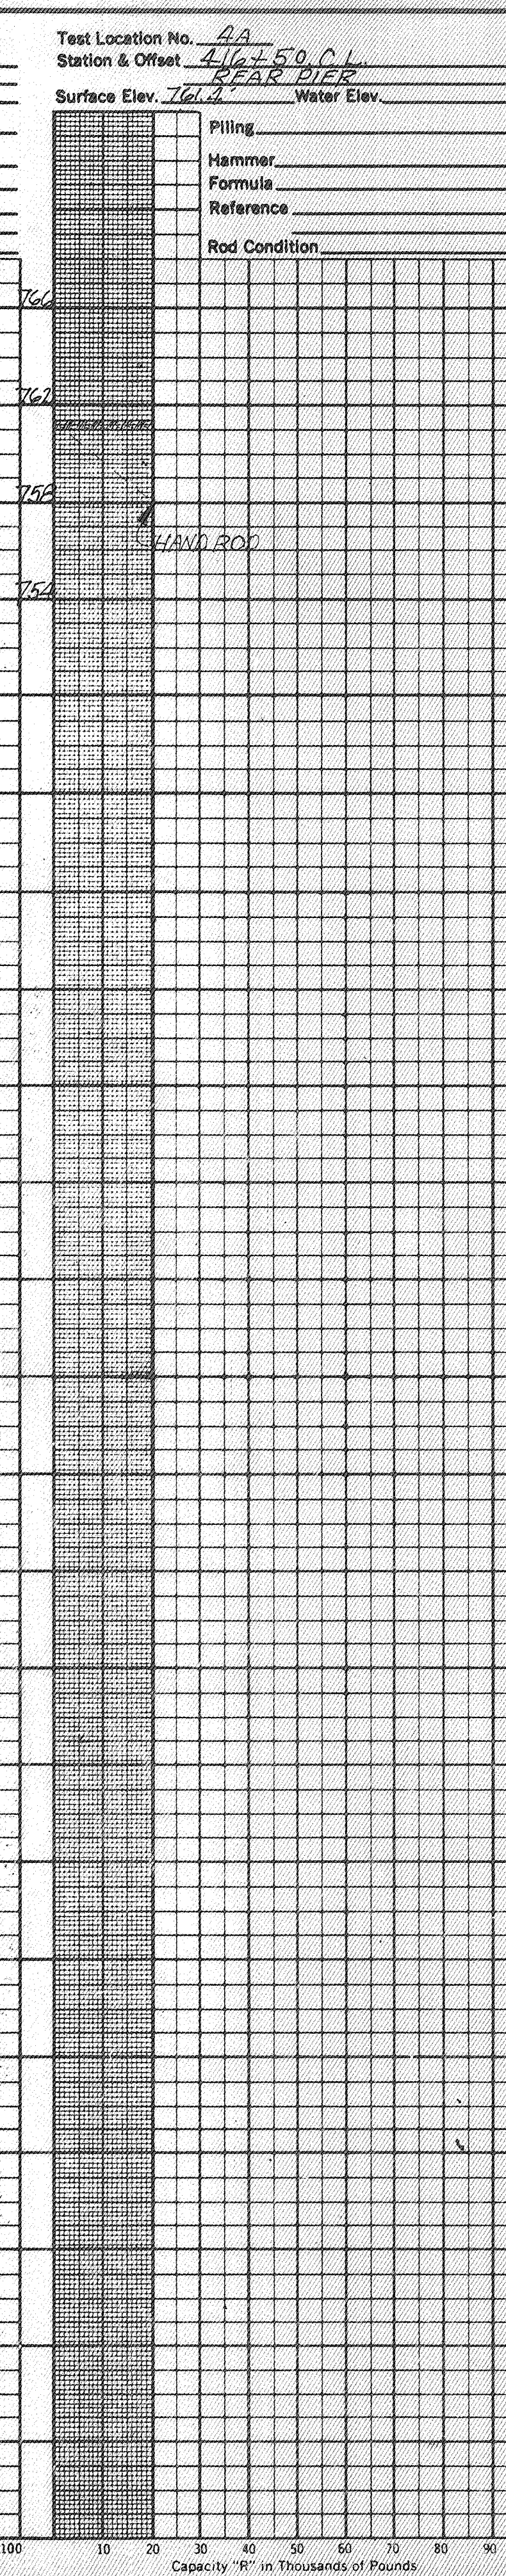 Test Location No. 4A
Station & Offset 416+50, C.L.
REAR PIER
Surface Elev. 761.4' Water Elev.
Piling
Hammer
Formula
Reference
Rod Condition
766
762
758
HAND ROD
754
100 10 20 30 40 50 60 70 80 90
Capacity "R" in Thousands of Pounds